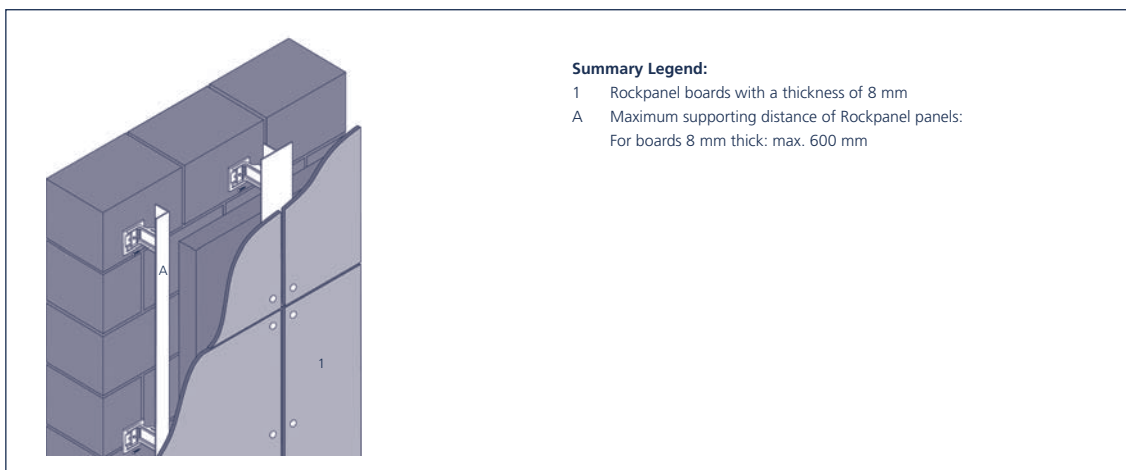 Summary Legend:
1 Rockpanel boards with a thickness of 8 mm
A Maximum supporting distance of Rockpanel panels:
For boards 8 mm thick: max. 600 mm
A
1